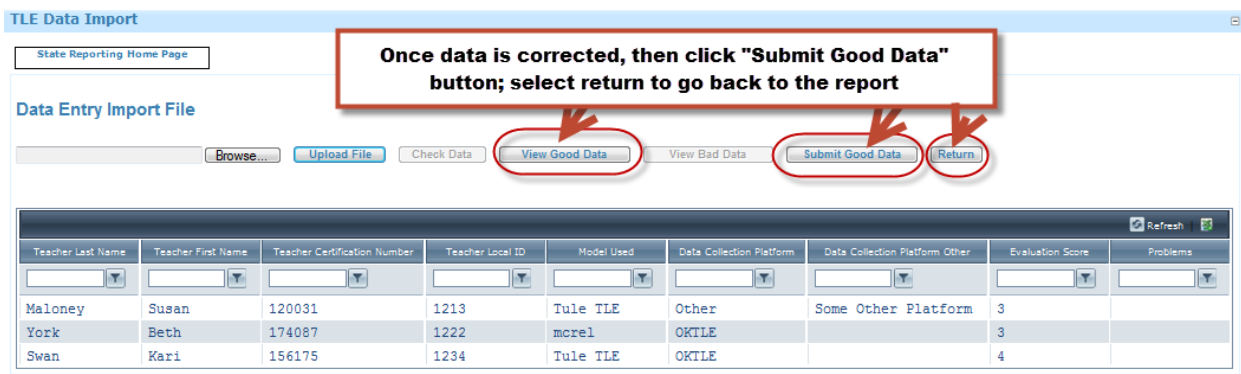 TLE Data Import
State Reporting Home Page
Once data is corrected, then click "Submit Good Data"
button; select return to go back to the report
Data Entry Import File
Browse... Upload File Check Data View Good Data View Bad Data Submit Good Data Return
Refresh
Teacher Last Name Teacher First Name Teacher Certification Number Teacher Local ID Model Used Data Collection Platform Data Collection Platform Other Evaluation Score Problems
Maloney Susan 120031 1213 Tule TLE Other Some Other Platform 3
York Beth 174087 1222 mcrel OKTLE 3
Swan Kari 156175 1234 Tule TLE OKTLE 4